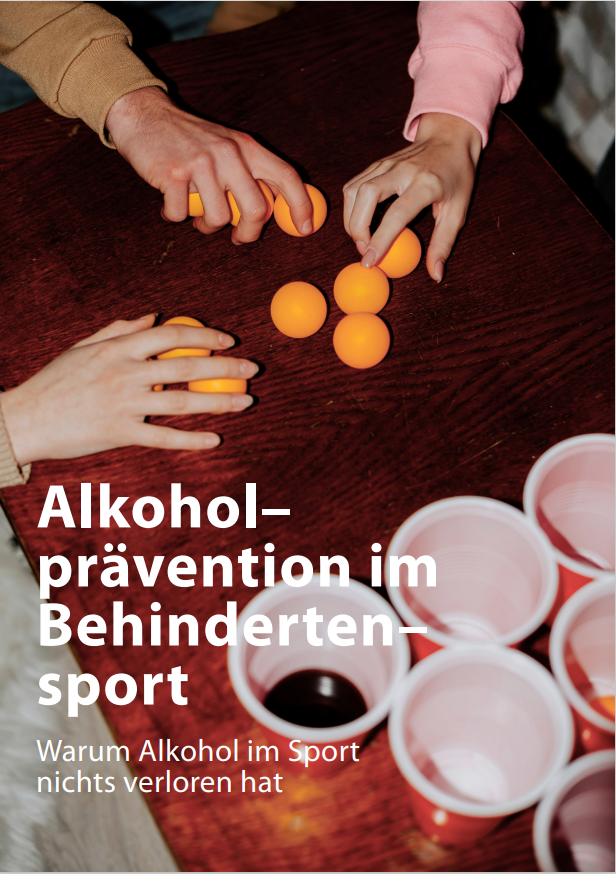 Alkohol–
prävention im
Behinderten–
sport
Warum Alkohol im Sport
nichts verloren hat